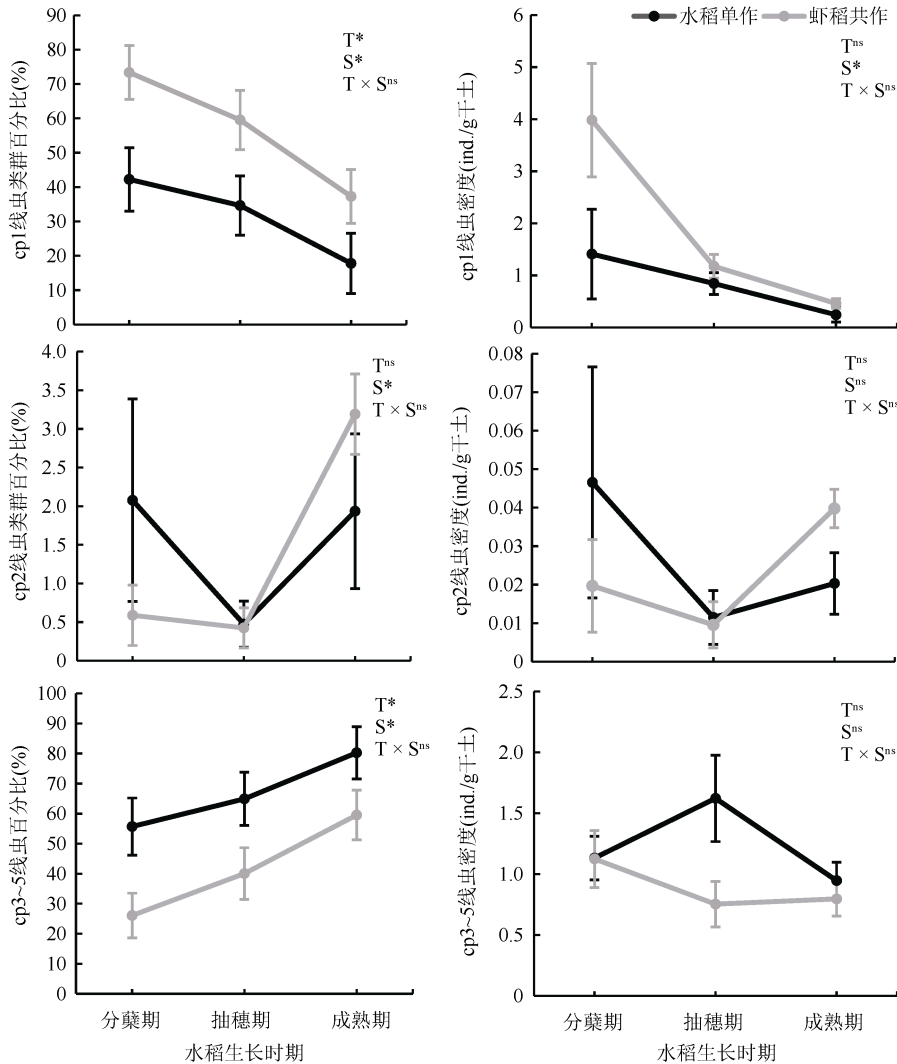 水稻单作 虾稻共作
cp1线虫类群百分比(%)
90
80
70
60
50
40
30
20
10
0
T*
S*
T × Sns
cp1线虫密度(ind./g干土)
6
5
4
3
2
1
0
Tns
S*
T × Sns
cp2线虫类群百分比(%)
4.0
3.5
3.0
2.5
2.0
1.5
1.0
0.5
0
Tns
S*
T × Sns
cp2线虫密度(ind./g干土)
0.08
0.07
0.06
0.05
0.04
0.03
0.02
0.01
0
Tns
Sns
T × Sns
cp3~5线虫百分比(%)
100
90
80
70
60
50
40
30
20
10
0
T*
S*
T × Sns
分蘖期 抽穗期 成熟期
水稻生长时期
cp3~5线虫密度(ind./g干土)
2.5
2.0
1.5
1.0
0.5
0
Tns
Sns
T × Sns
分蘖期 抽穗期 成熟期
水稻生长时期